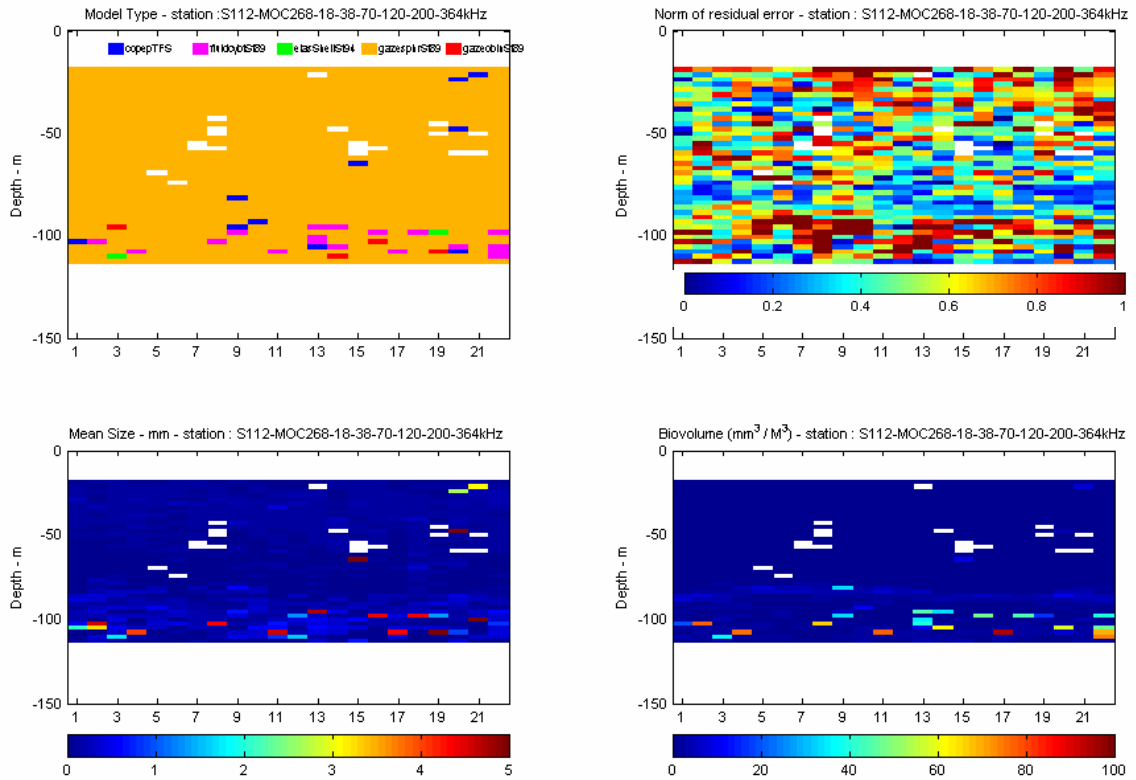 Model Type - station :S112-MOC268-18-38-70-120-200-364kHz
0
copepTFS
gazesphrS89
-50
-100
-150
1 3 5 7 9 11 13 15 17 19 21
Depth - m
Norm of residual error - station : S112-MOC268-18-38-70-120-200-364kHz
0
-50
-100
-150
0 0.2 0.4 0.6 0.8 1
1 3 5 7 9 11 13 15 17 19 21
Depth - m
Mean Size - mm - station : S112-MOC268-18-38-70-120-200-364kHz
0
-50
-100
-150
1 3 5 7 9 11 13 15 17 19 21
Depth - m
0 1 2 3 4 5
Biovolume (mm³ / M³) - station : S112-MOC268-18-38-70-120-200-364kHz
0
-50
-100
-150
1 3 5 7 9 11 13 15 17 19 21
Depth - m
0 20 40 60 80 100